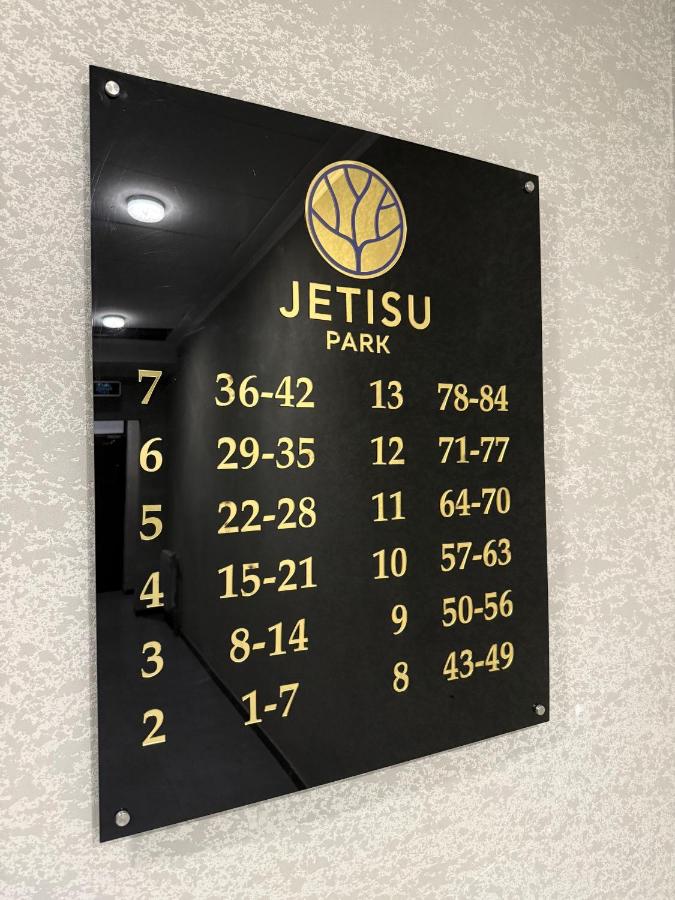 JETISU
PARK
7 36-42 13 78-84
6 29-35 12 71-77
5 22-28 11 64-70
4 15-21 10 57-63
3 8-14 9 50-56
2 1-7 8 43-49